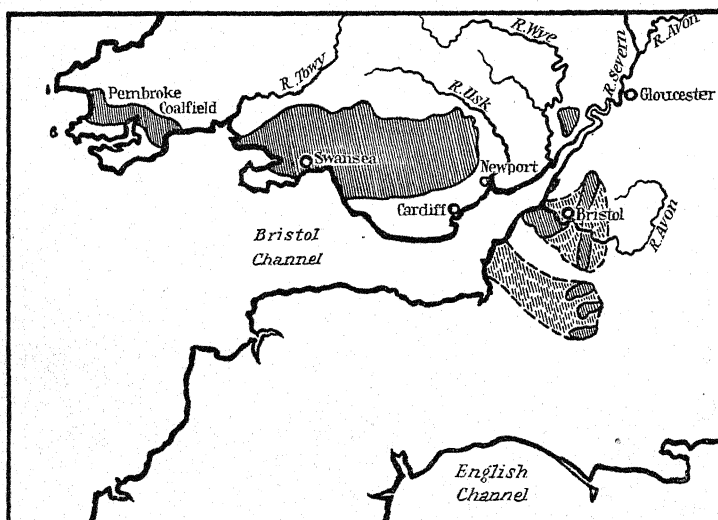 R. Towy
R. Wye
R. Usk
R. Severn
R. Avon
Pembroke
Coalfield
Gloucester
Swansea
Newport
Cardiff
Bristol
R. Avon
Bristol
Channel
English
Channel